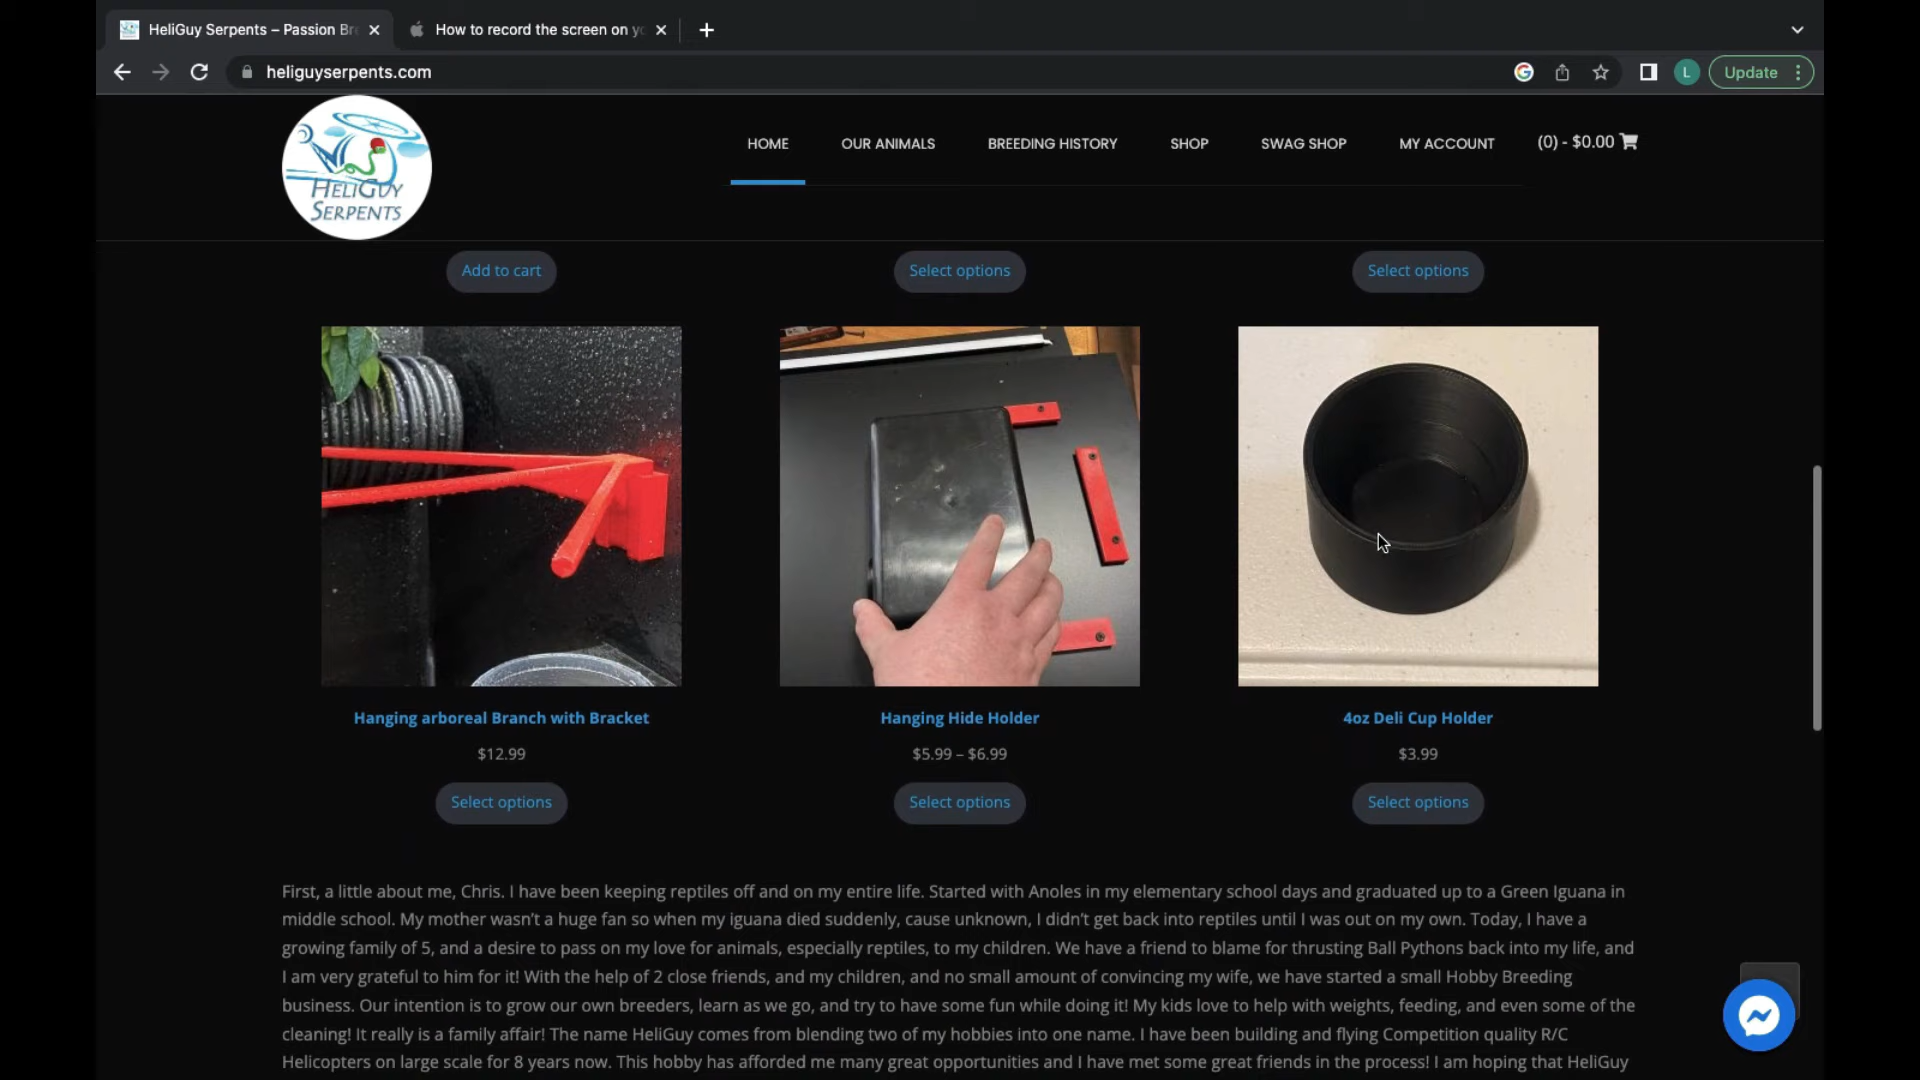 HeliGuy Serpents – Passion Bre
How to record the screen on yo
heliguyserpents.com
L
Update
HELIGUY
SERPENTS
HOME
OUR ANIMALS
BREEDING HISTORY
SHOP
SWAG SHOP
MY ACCOUNT
(0) - $0.00
Add to cart
Select options
Select options
Hanging arboreal Branch with Bracket
Hanging Hide Holder
4oz Deli Cup Holder
$12.99
$5.99 – $6.99
$3.99
Select options
Select options
Select options
First, a little about me, Chris. I have been keeping reptiles off and on my entire life. Started with Anoles in my elementary school days and graduated up to a Green Iguana in
middle school. My mother wasn’t a huge fan so when my iguana died suddenly, cause unknown, I didn’t get back into reptiles until I was out on my own. Today, I have a
growing family of 5, and a desire to pass on my love for animals, especially reptiles, to my children. We have a friend to blame for thrusting Ball Pythons back into my life, and
I am very grateful to him for it! With the help of 2 close friends, and my children, and no small amount of convincing my wife, we have started a small Hobby Breeding
business. Our intention is to grow our own breeders, learn as we go, and try to have some fun while doing it! My kids love to help with weights, feeding, and even some of the
cleaning! It really is a family affair! The name HeliGuy comes from blending two of my hobbies into one name. I have been building and flying Competition quality R/C
Helicopters on large scale for 8 years now. This hobby has afforded me many great opportunities and I have met some great friends in the process! I am hoping that HeliGuy